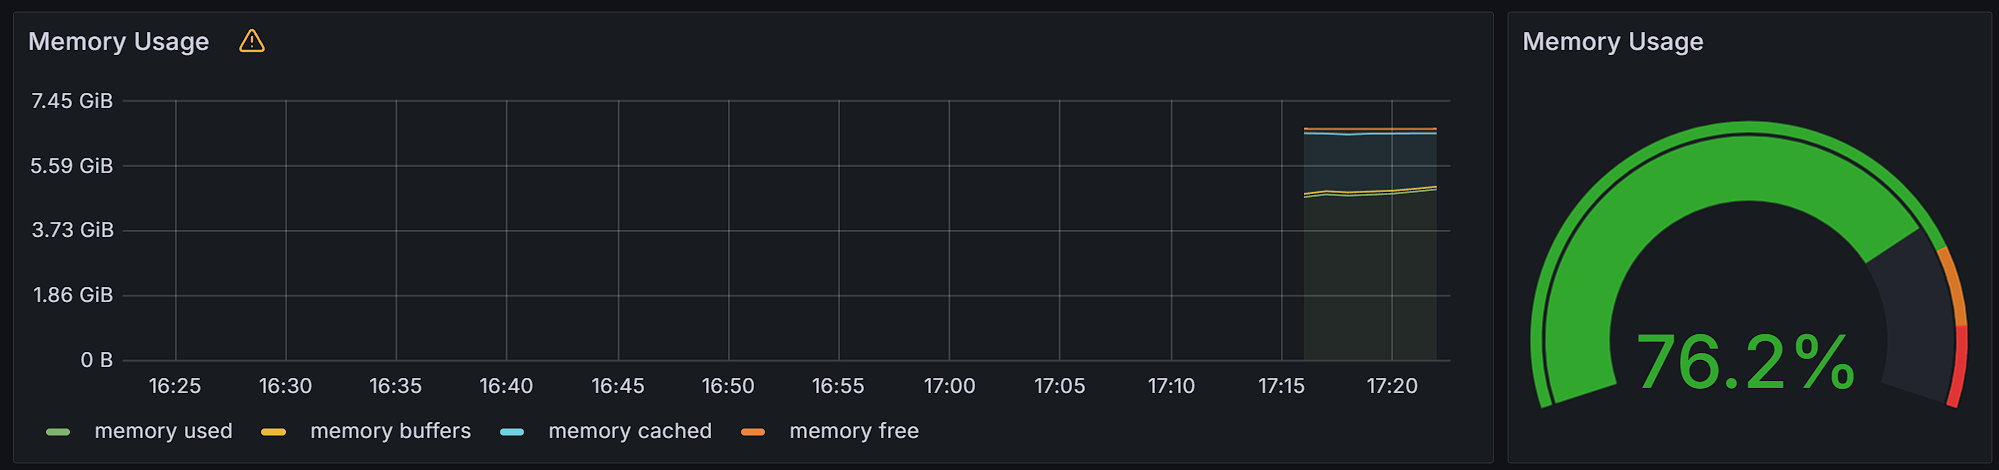 Memory Usage
7.45 GiB
5.59 GiB
3.73 GiB
1.86 GiB
0 B
16:25 16:30 16:35 16:40 16:45 16:50 16:55 17:00 17:05 17:10 17:15 17:20
memory used memory buffers memory cached memory free
Memory Usage
76.2%